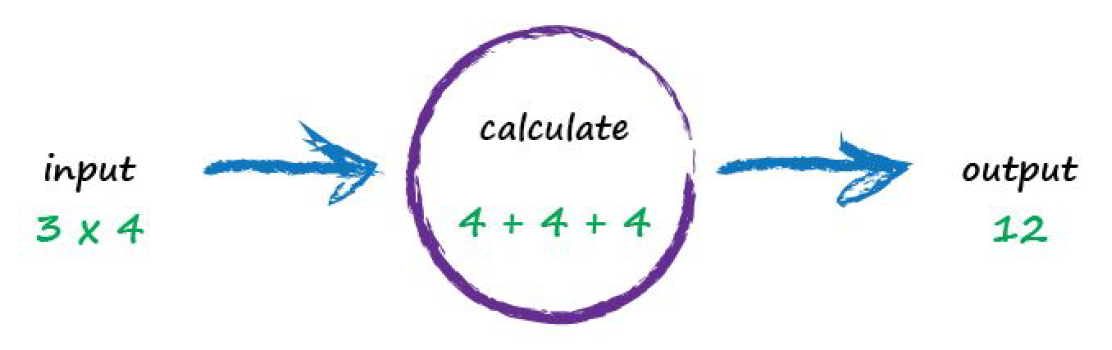 input
3 x 4
calculate
4 + 4 + 4
output
12